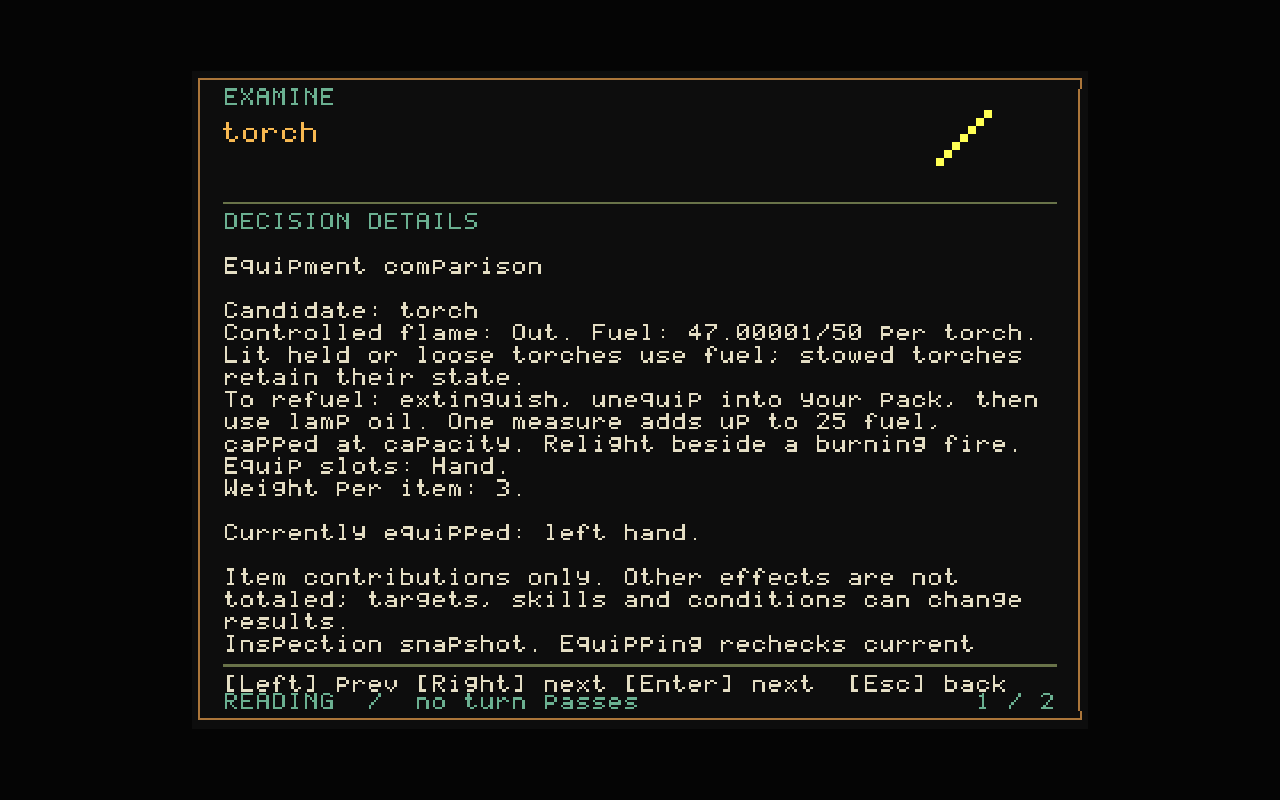 EXAMINE
torch
DECISION DETAILS
Equipment comparison
Candidate: torch
Controlled flame: Out. Fuel: 47.00001/50 per torch.
Lit held or loose torches use fuel; stowed torches
retain their state.
To refuel: extinguish, unequip into your pack, then
use lamp oil. One measure adds up to 25 fuel,
capped at capacity. Relight beside a burning fire.
Equip slots: Hand.
Weight per item: 3.
Currently equipped: left hand.
Item contributions only. Other effects are not
totaled; targets, skills and conditions can change
results.
Inspection snapshot. Equipping rechecks current
[Left] prev [Right] next [Enter] next  [Esc] back
READING  /  no turn passes  1 / 2